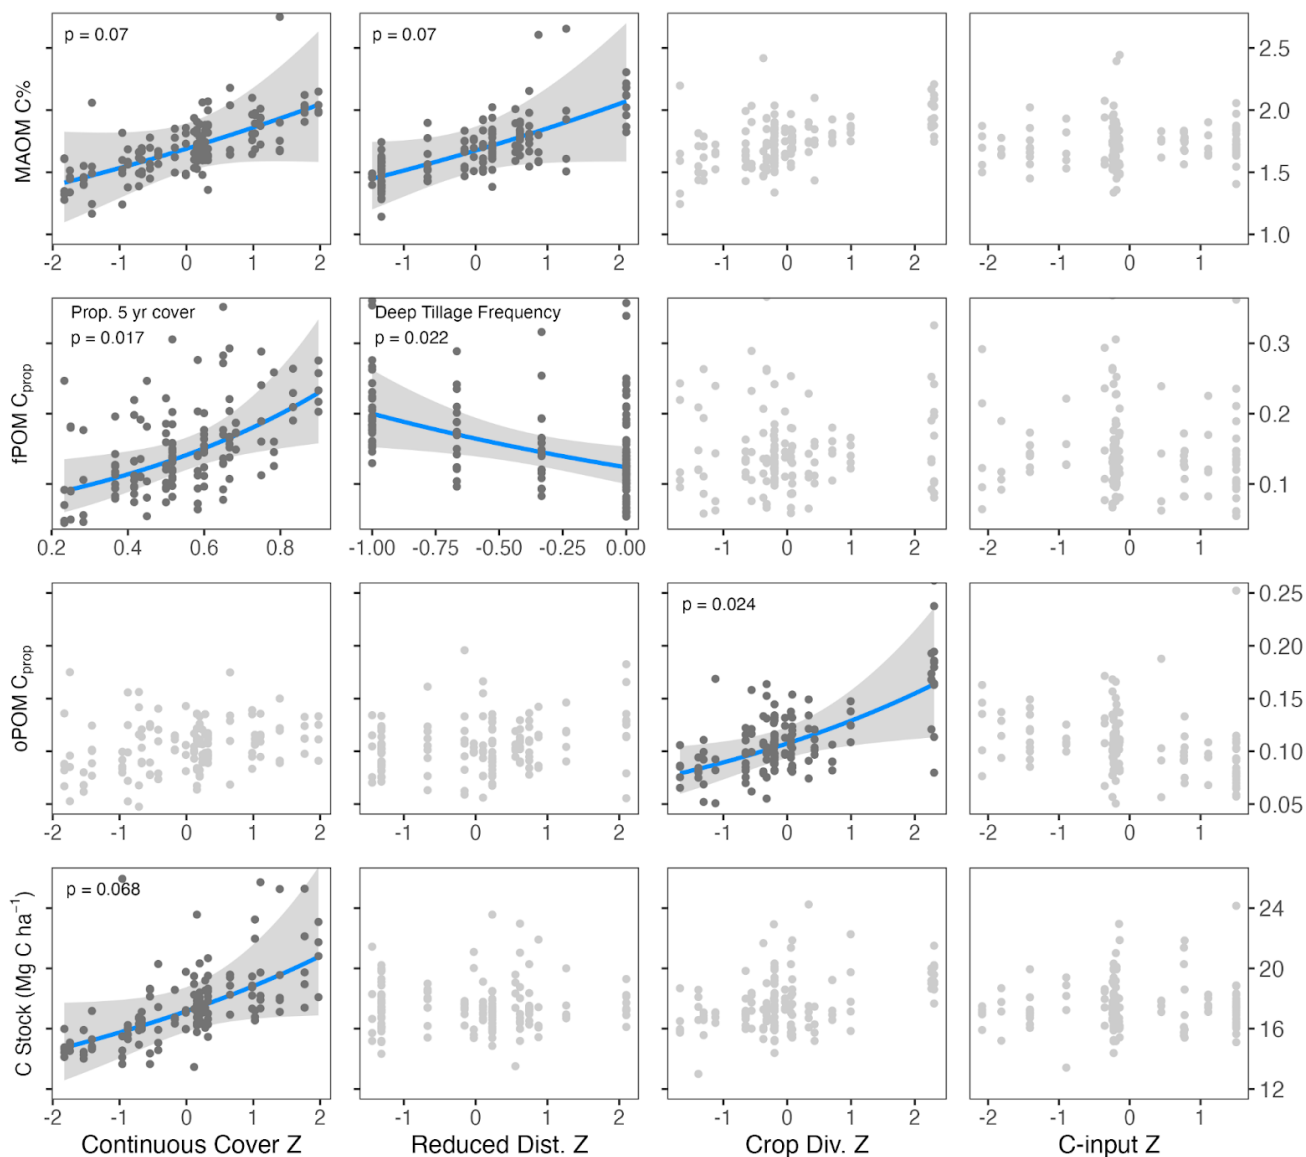 p = 0.07
p = 0.07
MAOM C%
2.5
2.0
1.5
1.0
-2 -1 0 1 2
-1 0 1 2
-1 0 1 2
-2 -1 0 1
Prop. 5 yr cover
p = 0.017
Deep Tillage Frequency
p = 0.022
fPOM Cprop
0.3
0.2
0.1
0.2 0.4 0.6 0.8
-1.00 -0.75 -0.50 -0.25 0.00
-1 0 1 2
-2 -1 0 1
p = 0.024
oPOM Cprop
0.25
0.20
0.15
0.10
0.05
-2 -1 0 1 2
-1 0 1 2
-1 0 1 2
-2 -1 0 1
p = 0.068
C Stock (Mg C ha⁻¹)
24
20
16
12
-2 -1 0 1 2
-1 0 1 2
-1 0 1 2
-2 -1 0 1
Continuous Cover Z
Reduced Dist. Z
Crop Div. Z
C-input Z